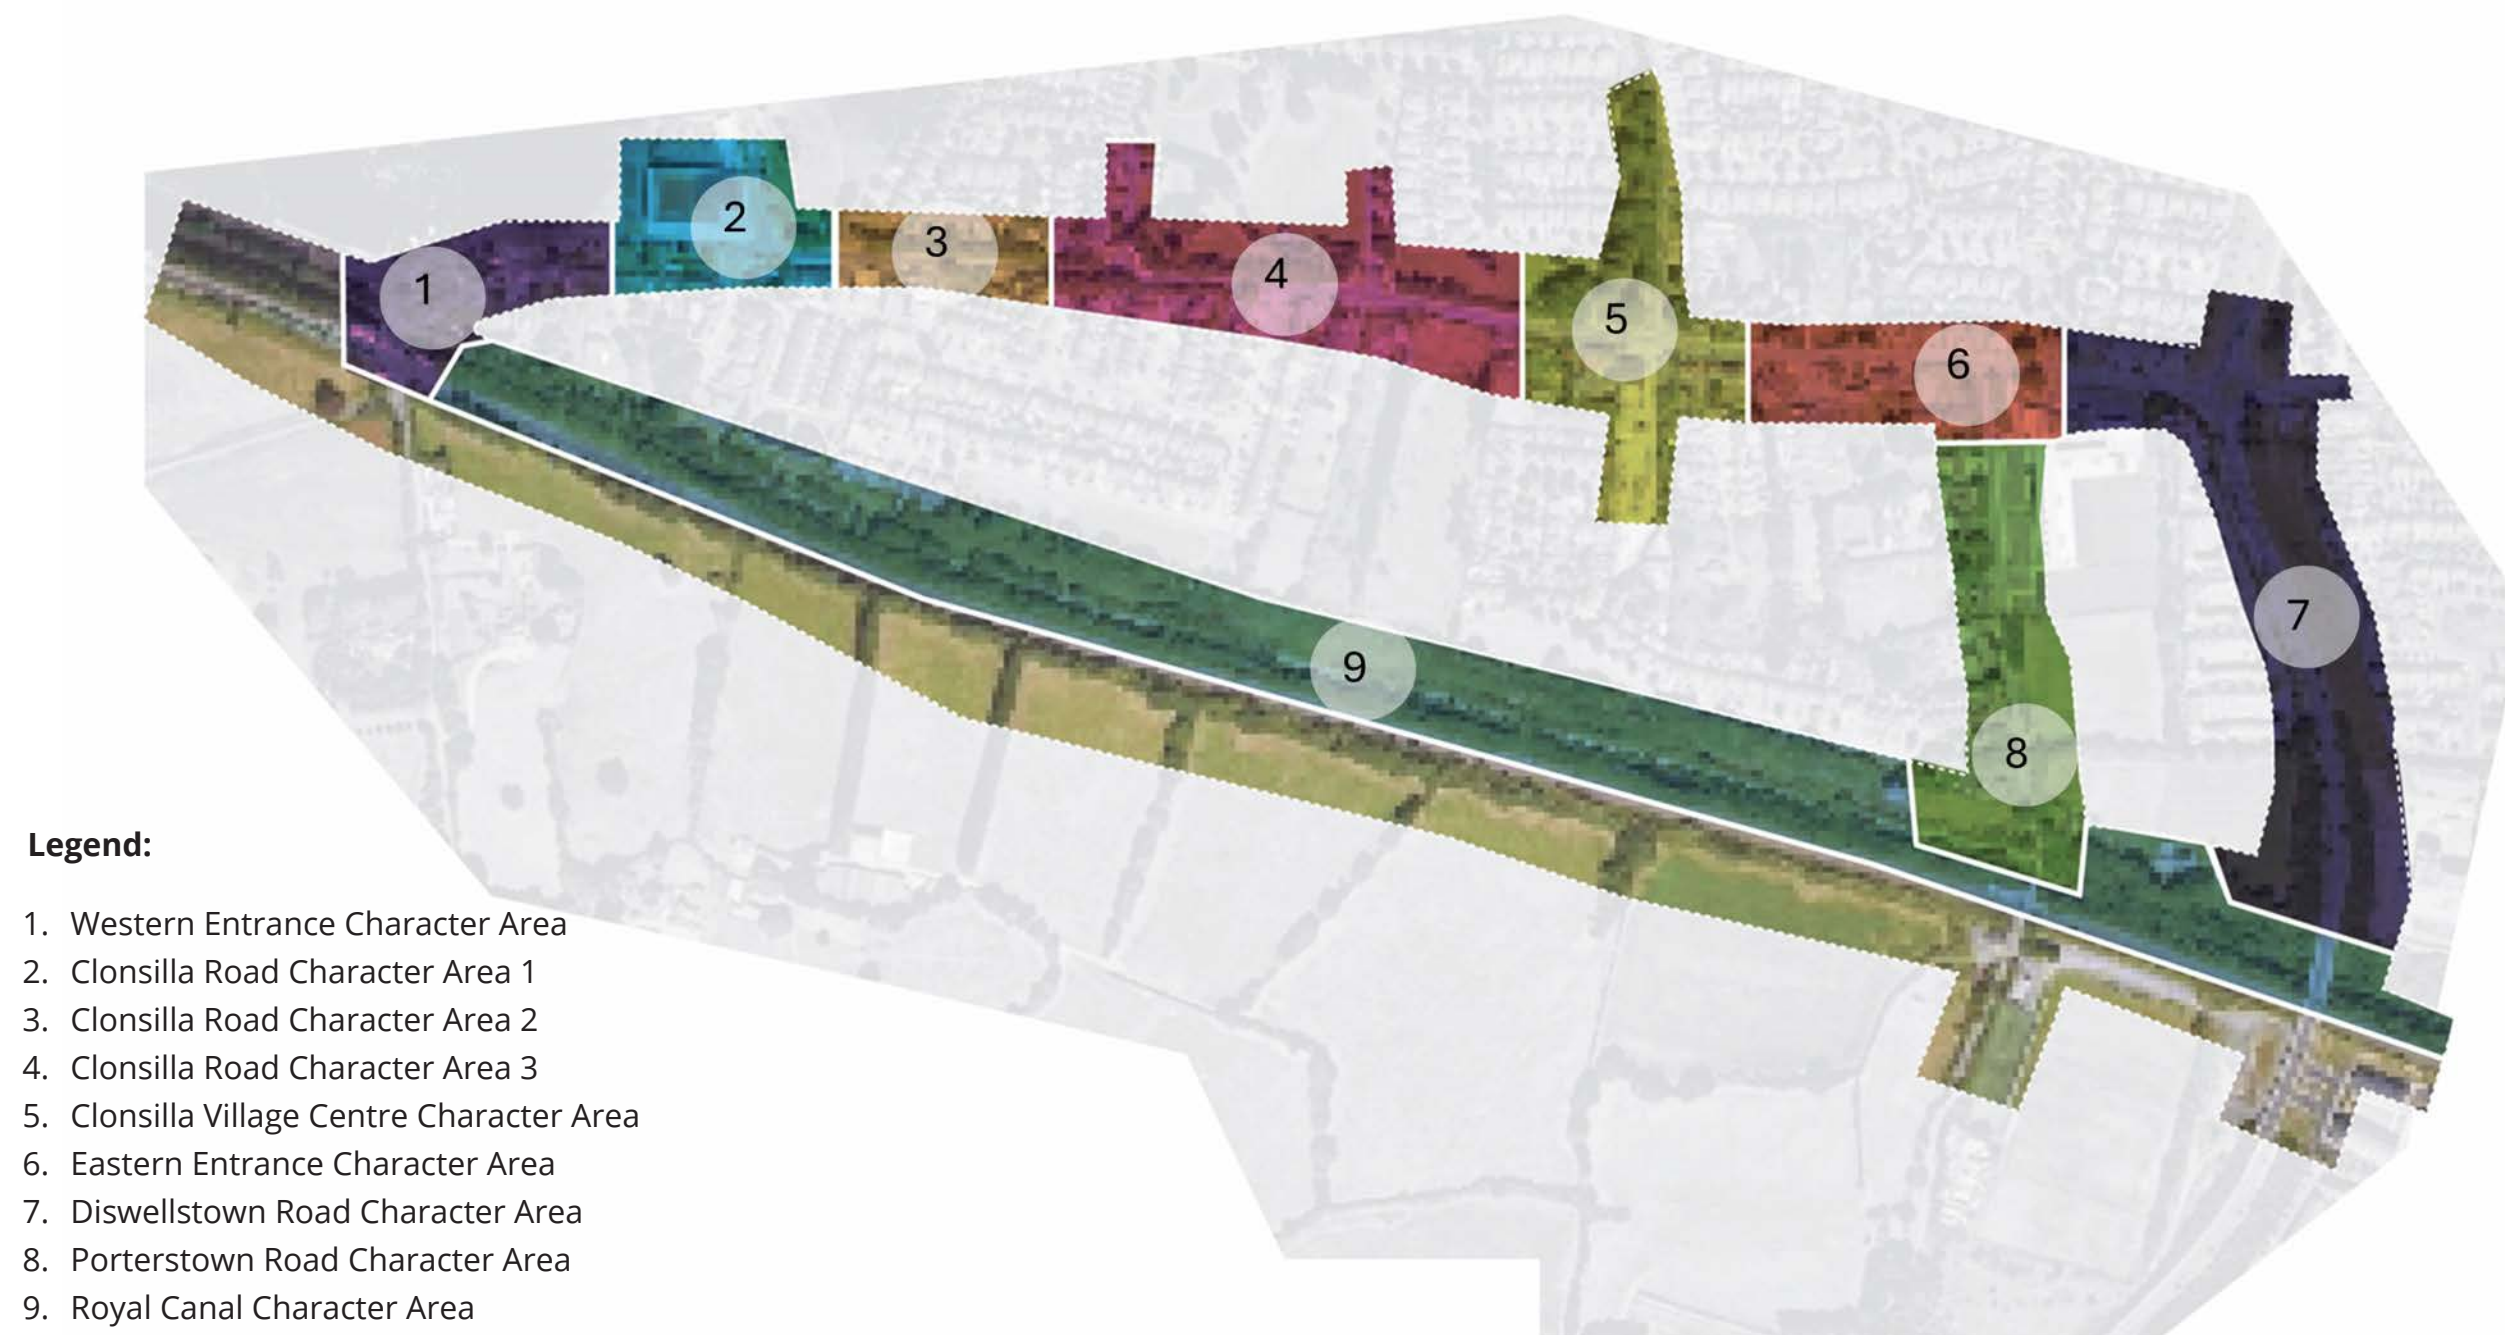 1
2
3
4
5
6
7
8
9
Legend:
1. Western Entrance Character Area
2. Clonsilla Road Character Area 1
3. Clonsilla Road Character Area 2
4. Clonsilla Road Character Area 3
5. Clonsilla Village Centre Character Area
6. Eastern Entrance Character Area
7. Diswellstown Road Character Area
8. Porterstown Road Character Area
9. Royal Canal Character Area